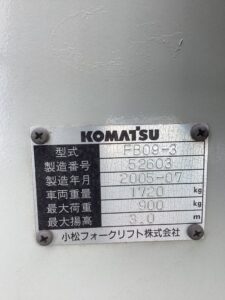 KOMATSU
型式 FB09-3
製造番号 52603
製造年月 2005-07
車両重量 1720 kg
最大荷重 900 kg
最大揚高 3.0 m
小松フォークリフト株式会社